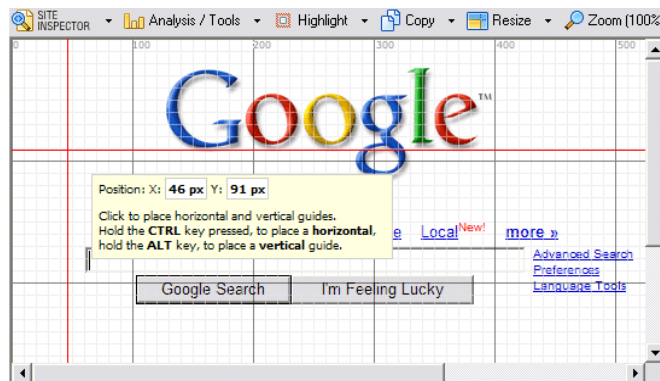 SITE INSPECTOR Analysis / Tools Highlight Copy Resize Zoom (100%
0 100 200 300 400 500
Google™
Position: X: 46 px Y: 91 px
Click to place horizontal and vertical guides.
Hold the CTRL key pressed, to place a horizontal,
hold the ALT key, to place a vertical guide.
Local New! more »
Advanced Search
Preferences
Language Tools
Google Search I'm Feeling Lucky